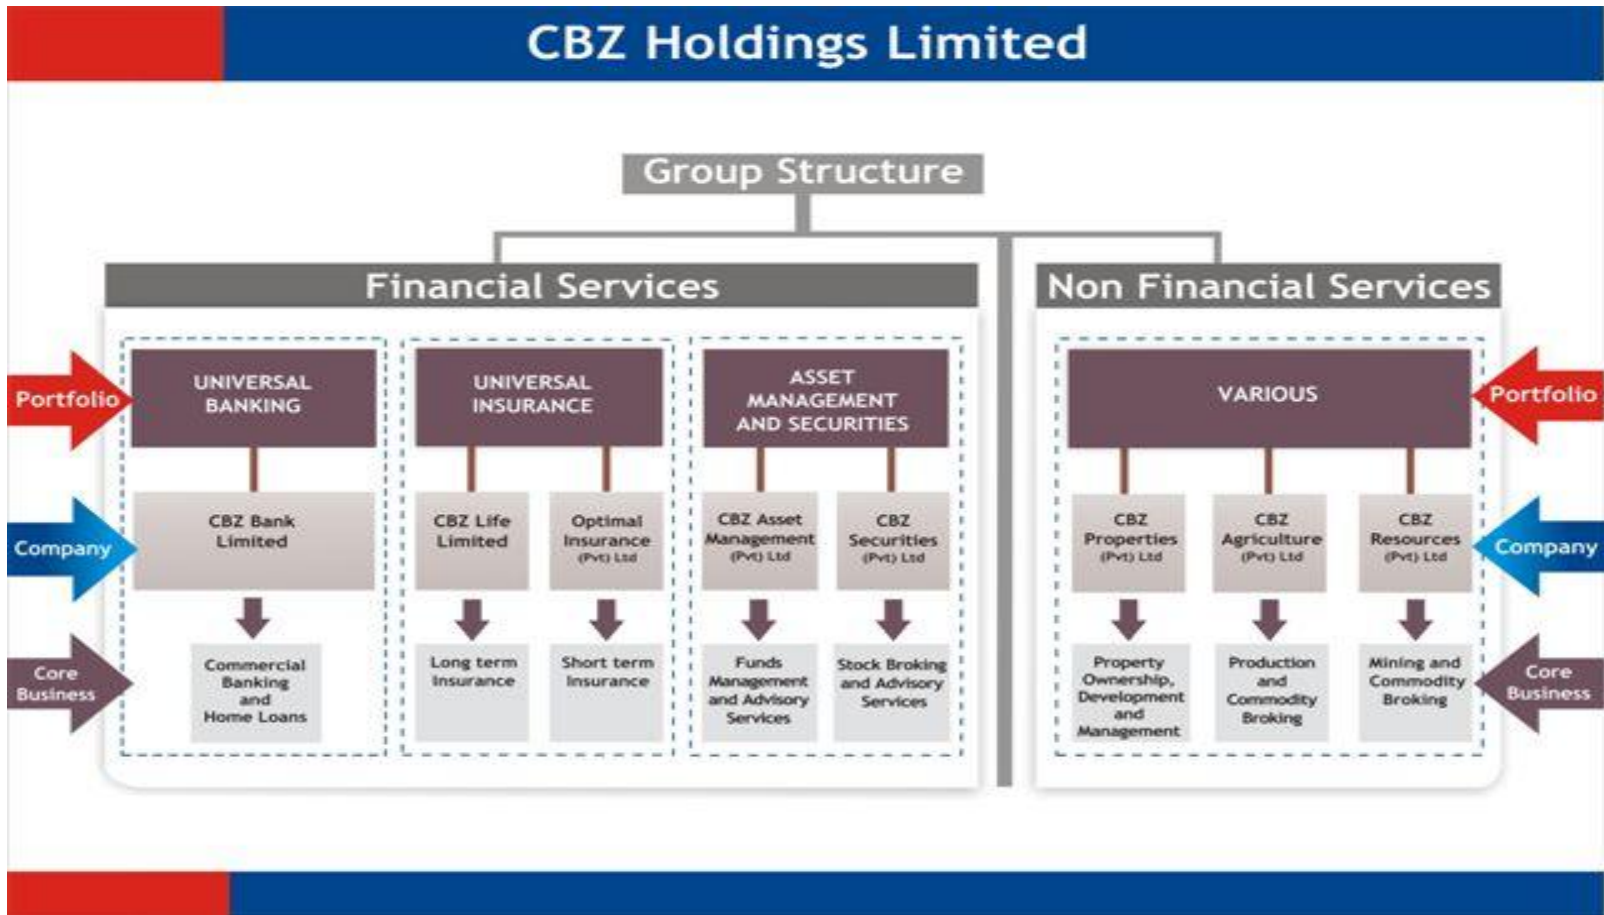 CBZ Holdings Limited
Group Structure
Financial Services
Non Financial Services
Portfolio
UNIVERSAL
BANKING
UNIVERSAL
INSURANCE
ASSET
MANAGEMENT
AND SECURITIES
VARIOUS
Portfolio
Company
CBZ Bank
Limited
CBZ Life
Limited
Optimal
Insurance
(Pvt) Ltd
CBZ Asset
Management
(Pvt) Ltd
CBZ
Securities
(Pvt) Ltd
CBZ
Properties
(Pvt) Ltd
CBZ
Agriculture
(Pvt) Ltd
CBZ
Resources
(Pvt) Ltd
Company
Core
Business
Commercial
Banking
and
Home Loans
Long term
Insurance
Short term
Insurance
Funds
Management
and Advisory
Services
Stock Broking
and Advisory
Services
Property
Ownership,
Development
and
Management
Production
and
Commodity
Broking
Mining and
Commodity
Broking
Core
Business